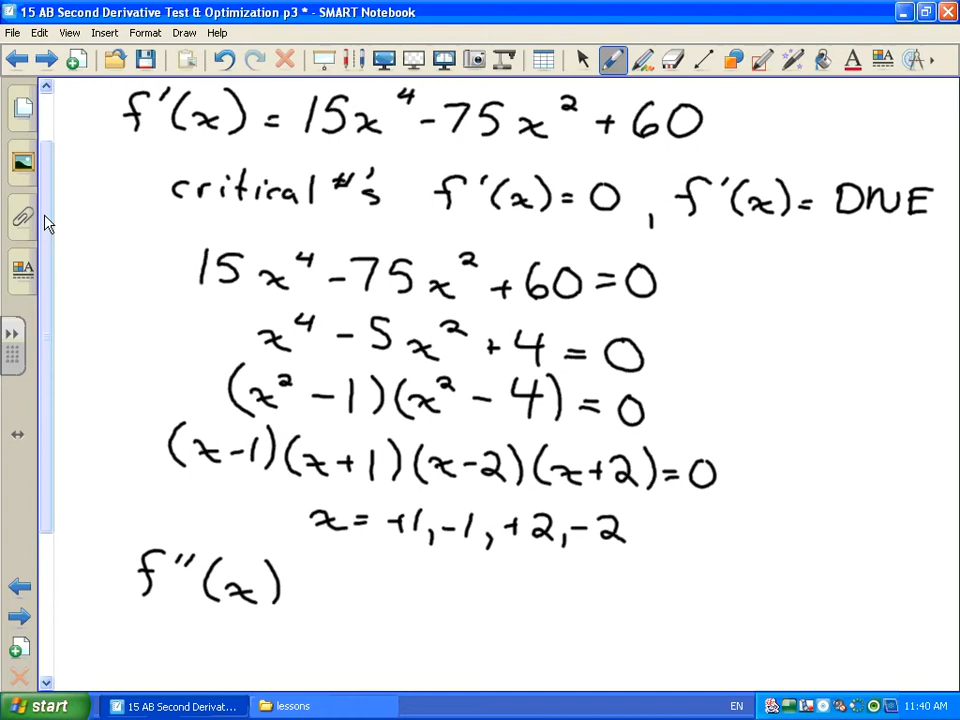 15 AB Second Derivative Test & Optimization p3 * - SMART Notebook
File Edit View Insert Format Draw Help
f'(x) = 15x⁴ - 75x² + 60
critical #'s f'(x) = 0 , f'(x) = DNE
15x⁴ - 75x² + 60 = 0
x⁴ - 5x² + 4 = 0
(x² - 1)(x² - 4) = 0
(x-1)(x+1)(x-2)(x+2) = 0
x = +1, -1, +2, -2
f''(x)
start 15 AB Second Derivat... lessons EN 11:40 AM